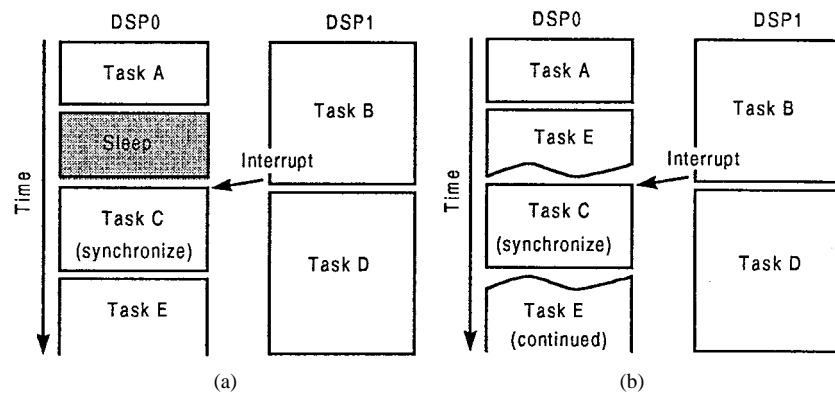 DSP0
DSP1
Task A
Task B
Sleep
Interrupt
Time
Task C
(synchronize)
Task D
Task E
(a)
DSP0
DSP1
Task A
Task B
Task E
Interrupt
Time
Task C
(synchronize)
Task D
Task E
(continued)
(b)